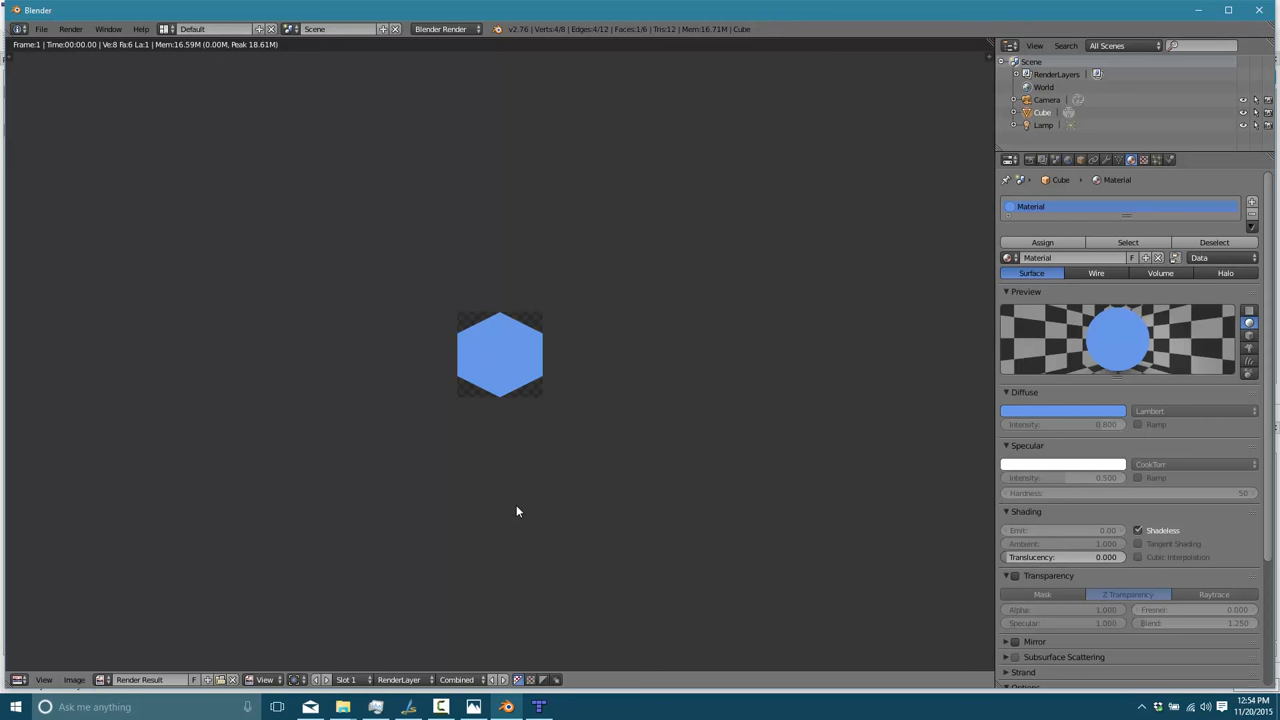 Blender
File Render Window Help Default Scene Blender Render v2.76 | Verts:4/8 | Edges:4/12 | Faces:1/6 | Tris:12 | Mem:16.71M | Cube
Frame:1 | Time:00:00.00 | Ve:8 Fa:6 La:1 | Mem:16.59M (0.00M, Peak 18.61M)
View Search All Scenes
Scene
RenderLayers
World
Camera
Cube
Lamp
Cube Material
Material
Assign Select Deselect
Material F Data
Surface Wire Volume Halo
Preview
Diffuse
Lambert
Intensity: 0.800 Ramp
Specular
CookTorr
Intensity: 0.500 Ramp
Hardness: 50
Shading
Emit: 0.00 Shadeless
Ambient: 1.000 Tangent Shading
Translucency: 0.000 Cubic Interpolation
Transparency
Mask Z Transparency Raytrace
Alpha: 1.000 Fresnel: 0.000
Specular: 1.000 Blend: 1.250
Mirror
Subsurface Scattering
Strand
View Image Render Result F View Slot 1 RenderLayer Combined
Ask me anything
12:54 PM
11/20/2015